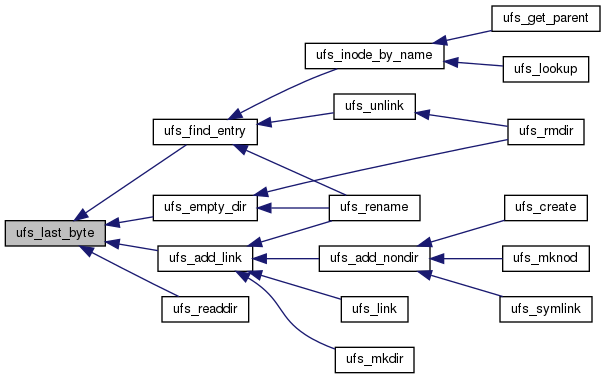 ufs_get_parent
ufs_inode_by_name
ufs_lookup
ufs_unlink
ufs_find_entry
ufs_rmdir
ufs_empty_dir
ufs_rename
ufs_create
ufs_last_byte
ufs_add_link
ufs_add_nondir
ufs_mknod
ufs_readdir
ufs_link
ufs_symlink
ufs_mkdir